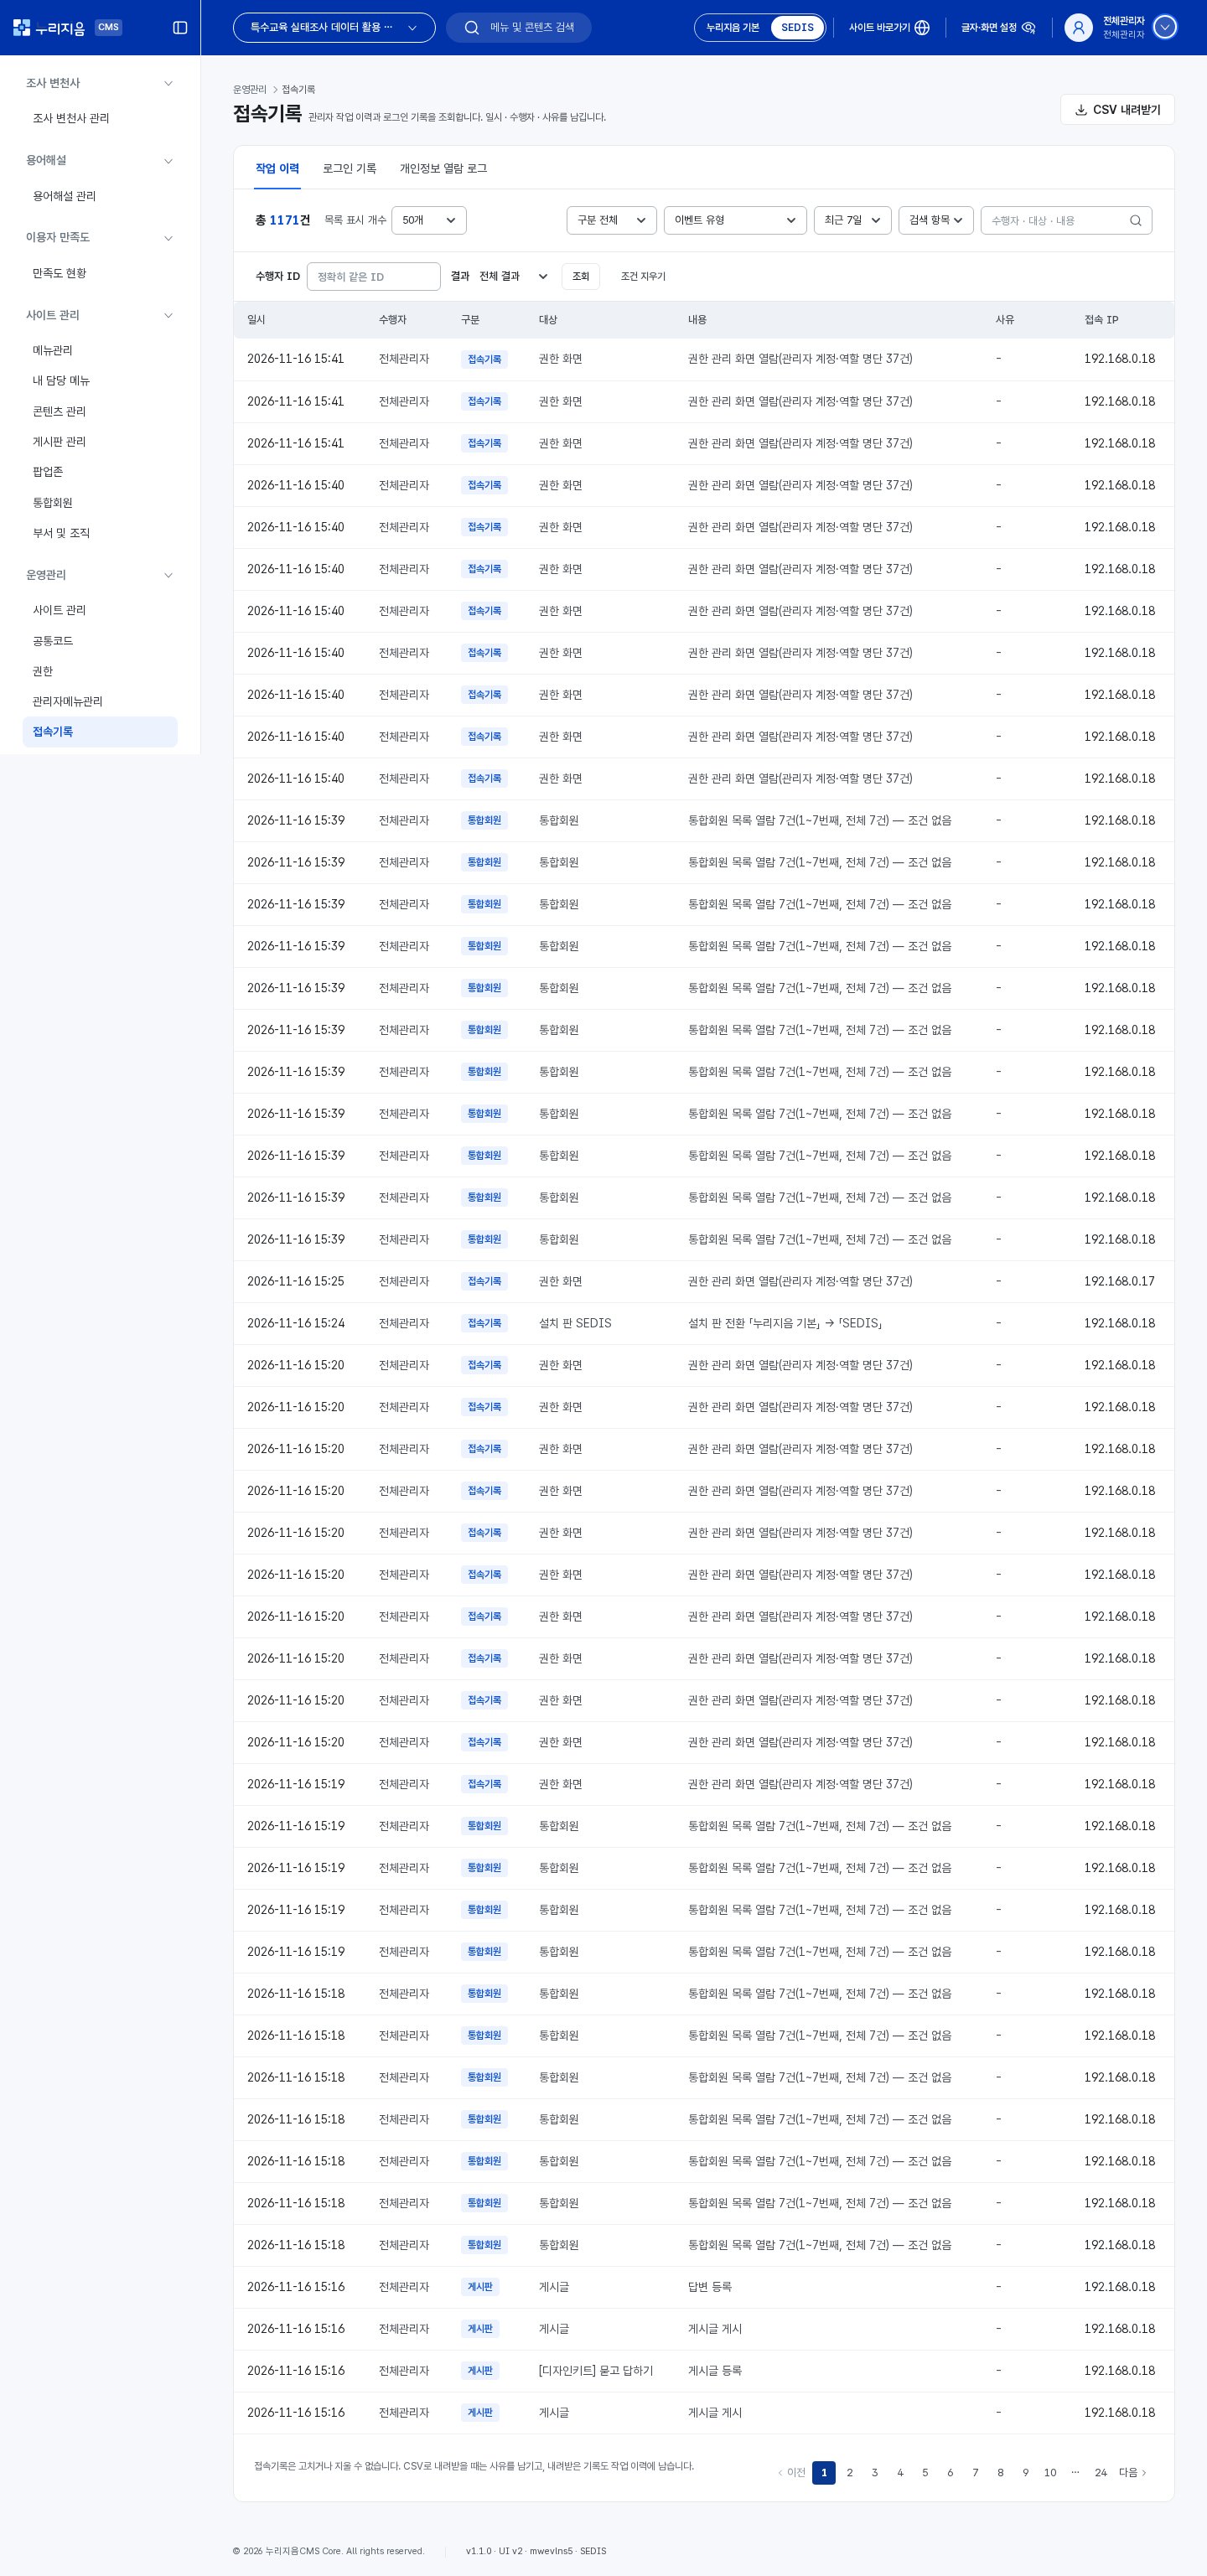 누리지음 CMS
특수교육 실태조사 데이터 활용 ···
메뉴 및 콘텐츠 검색
누리지음 기본
SEDIS
사이트 바로가기
글자·화면 설정
전체관리자
전체관리자
조사 변천사
조사 변천사 관리
용어해설
용어해설 관리
이용자 만족도
만족도 현황
사이트 관리
메뉴관리
내 담당 메뉴
콘텐츠 관리
게시판 관리
팝업존
통합회원
부서 및 조직
운영관리
사이트 관리
공통코드
권한
관리자메뉴관리
접속기록
운영관리 > 접속기록
접속기록 관리자 작업 이력과 로그인 기록을 조회합니다. 일시 · 수행자 · 사유를 남깁니다.
CSV 내려받기
작업 이력 로그인 기록 개인정보 열람 로그
총 1171건 목록 표시 개수 50개 구분 전체 이벤트 유형 최근 7일 검색 항목 수행자 · 대상 · 내용
수행자 ID 정확히 같은 ID 결과 전체 결과 조회 조건 지우기
일시 수행자 구분 대상 내용 사유 접속 IP
2026-11-16 15:41 전체관리자 접속기록 권한 화면 권한 관리 화면 열람(관리자 계정·역할 명단 37건) - 192.168.0.18
2026-11-16 15:41 전체관리자 접속기록 권한 화면 권한 관리 화면 열람(관리자 계정·역할 명단 37건) - 192.168.0.18
2026-11-16 15:41 전체관리자 접속기록 권한 화면 권한 관리 화면 열람(관리자 계정·역할 명단 37건) - 192.168.0.18
2026-11-16 15:40 전체관리자 접속기록 권한 화면 권한 관리 화면 열람(관리자 계정·역할 명단 37건) - 192.168.0.18
2026-11-16 15:40 전체관리자 접속기록 권한 화면 권한 관리 화면 열람(관리자 계정·역할 명단 37건) - 192.168.0.18
2026-11-16 15:40 전체관리자 접속기록 권한 화면 권한 관리 화면 열람(관리자 계정·역할 명단 37건) - 192.168.0.18
2026-11-16 15:40 전체관리자 접속기록 권한 화면 권한 관리 화면 열람(관리자 계정·역할 명단 37건) - 192.168.0.18
2026-11-16 15:40 전체관리자 접속기록 권한 화면 권한 관리 화면 열람(관리자 계정·역할 명단 37건) - 192.168.0.18
2026-11-16 15:40 전체관리자 접속기록 권한 화면 권한 관리 화면 열람(관리자 계정·역할 명단 37건) - 192.168.0.18
2026-11-16 15:40 전체관리자 접속기록 권한 화면 권한 관리 화면 열람(관리자 계정·역할 명단 37건) - 192.168.0.18
2026-11-16 15:40 전체관리자 접속기록 권한 화면 권한 관리 화면 열람(관리자 계정·역할 명단 37건) - 192.168.0.18
2026-11-16 15:39 전체관리자 통합회원 통합회원 통합회원 목록 열람 7건(1~7번째, 전체 7건) — 조건 없음 - 192.168.0.18
2026-11-16 15:39 전체관리자 통합회원 통합회원 통합회원 목록 열람 7건(1~7번째, 전체 7건) — 조건 없음 - 192.168.0.18
2026-11-16 15:39 전체관리자 통합회원 통합회원 통합회원 목록 열람 7건(1~7번째, 전체 7건) — 조건 없음 - 192.168.0.18
2026-11-16 15:39 전체관리자 통합회원 통합회원 통합회원 목록 열람 7건(1~7번째, 전체 7건) — 조건 없음 - 192.168.0.18
2026-11-16 15:39 전체관리자 통합회원 통합회원 통합회원 목록 열람 7건(1~7번째, 전체 7건) — 조건 없음 - 192.168.0.18
2026-11-16 15:39 전체관리자 통합회원 통합회원 통합회원 목록 열람 7건(1~7번째, 전체 7건) — 조건 없음 - 192.168.0.18
2026-11-16 15:39 전체관리자 통합회원 통합회원 통합회원 목록 열람 7건(1~7번째, 전체 7건) — 조건 없음 - 192.168.0.18
2026-11-16 15:39 전체관리자 통합회원 통합회원 통합회원 목록 열람 7건(1~7번째, 전체 7건) — 조건 없음 - 192.168.0.18
2026-11-16 15:39 전체관리자 통합회원 통합회원 통합회원 목록 열람 7건(1~7번째, 전체 7건) — 조건 없음 - 192.168.0.18
2026-11-16 15:39 전체관리자 통합회원 통합회원 통합회원 목록 열람 7건(1~7번째, 전체 7건) — 조건 없음 - 192.168.0.18
2026-11-16 15:39 전체관리자 통합회원 통합회원 통합회원 목록 열람 7건(1~7번째, 전체 7건) — 조건 없음 - 192.168.0.18
2026-11-16 15:25 전체관리자 접속기록 권한 화면 권한 관리 화면 열람(관리자 계정·역할 명단 37건) - 192.168.0.17
2026-11-16 15:24 전체관리자 접속기록 설치 판 SEDIS 설치 판 전환 「누리지음 기본」 → 「SEDIS」 - 192.168.0.18
2026-11-16 15:20 전체관리자 접속기록 권한 화면 권한 관리 화면 열람(관리자 계정·역할 명단 37건) - 192.168.0.18
2026-11-16 15:20 전체관리자 접속기록 권한 화면 권한 관리 화면 열람(관리자 계정·역할 명단 37건) - 192.168.0.18
2026-11-16 15:20 전체관리자 접속기록 권한 화면 권한 관리 화면 열람(관리자 계정·역할 명단 37건) - 192.168.0.18
2026-11-16 15:20 전체관리자 접속기록 권한 화면 권한 관리 화면 열람(관리자 계정·역할 명단 37건) - 192.168.0.18
2026-11-16 15:20 전체관리자 접속기록 권한 화면 권한 관리 화면 열람(관리자 계정·역할 명단 37건) - 192.168.0.18
2026-11-16 15:20 전체관리자 접속기록 권한 화면 권한 관리 화면 열람(관리자 계정·역할 명단 37건) - 192.168.0.18
2026-11-16 15:20 전체관리자 접속기록 권한 화면 권한 관리 화면 열람(관리자 계정·역할 명단 37건) - 192.168.0.18
2026-11-16 15:20 전체관리자 접속기록 권한 화면 권한 관리 화면 열람(관리자 계정·역할 명단 37건) - 192.168.0.18
2026-11-16 15:20 전체관리자 접속기록 권한 화면 권한 관리 화면 열람(관리자 계정·역할 명단 37건) - 192.168.0.18
2026-11-16 15:20 전체관리자 접속기록 권한 화면 권한 관리 화면 열람(관리자 계정·역할 명단 37건) - 192.168.0.18
2026-11-16 15:19 전체관리자 접속기록 권한 화면 권한 관리 화면 열람(관리자 계정·역할 명단 37건) - 192.168.0.18
2026-11-16 15:19 전체관리자 통합회원 통합회원 통합회원 목록 열람 7건(1~7번째, 전체 7건) — 조건 없음 - 192.168.0.18
2026-11-16 15:19 전체관리자 통합회원 통합회원 통합회원 목록 열람 7건(1~7번째, 전체 7건) — 조건 없음 - 192.168.0.18
2026-11-16 15:19 전체관리자 통합회원 통합회원 통합회원 목록 열람 7건(1~7번째, 전체 7건) — 조건 없음 - 192.168.0.18
2026-11-16 15:19 전체관리자 통합회원 통합회원 통합회원 목록 열람 7건(1~7번째, 전체 7건) — 조건 없음 - 192.168.0.18
2026-11-16 15:18 전체관리자 통합회원 통합회원 통합회원 목록 열람 7건(1~7번째, 전체 7건) — 조건 없음 - 192.168.0.18
2026-11-16 15:18 전체관리자 통합회원 통합회원 통합회원 목록 열람 7건(1~7번째, 전체 7건) — 조건 없음 - 192.168.0.18
2026-11-16 15:18 전체관리자 통합회원 통합회원 통합회원 목록 열람 7건(1~7번째, 전체 7건) — 조건 없음 - 192.168.0.18
2026-11-16 15:18 전체관리자 통합회원 통합회원 통합회원 목록 열람 7건(1~7번째, 전체 7건) — 조건 없음 - 192.168.0.18
2026-11-16 15:18 전체관리자 통합회원 통합회원 통합회원 목록 열람 7건(1~7번째, 전체 7건) — 조건 없음 - 192.168.0.18
2026-11-16 15:18 전체관리자 통합회원 통합회원 통합회원 목록 열람 7건(1~7번째, 전체 7건) — 조건 없음 - 192.168.0.18
2026-11-16 15:18 전체관리자 통합회원 통합회원 통합회원 목록 열람 7건(1~7번째, 전체 7건) — 조건 없음 - 192.168.0.18
2026-11-16 15:16 전체관리자 게시판 게시글 답변 등록 - 192.168.0.18
2026-11-16 15:16 전체관리자 게시판 게시글 게시글 게시 - 192.168.0.18
2026-11-16 15:16 전체관리자 게시판 [디자인키트] 묻고 답하기 게시글 등록 - 192.168.0.18
2026-11-16 15:16 전체관리자 게시판 게시글 게시글 게시 - 192.168.0.18
접속기록은 고치거나 지울 수 없습니다. CSV로 내려받을 때는 사유를 남기고, 내려받은 기록도 작업 이력에 남습니다.
이전 1 2 3 4 5 6 7 8 9 10 ··· 24 다음
© 2026 누리지음CMS Core. All rights reserved. v1.1.0 · UI v2 · mwevlns5 · SEDIS